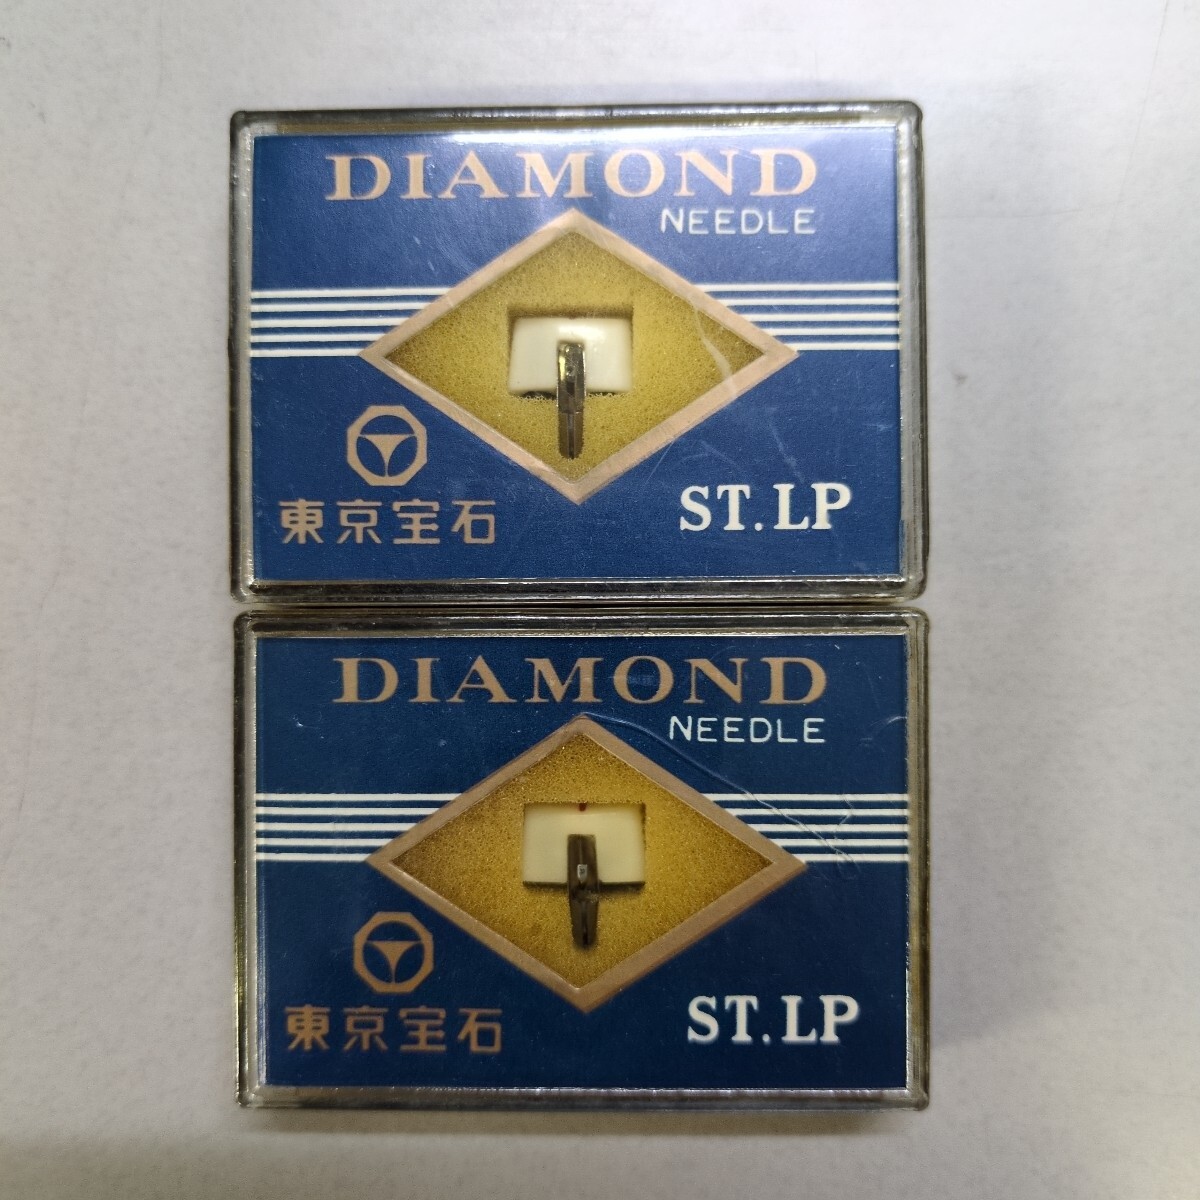 DIAMOND
NEEDLE
東京宝石
ST.LP
DIAMOND
NEEDLE
東京宝石
ST.LP